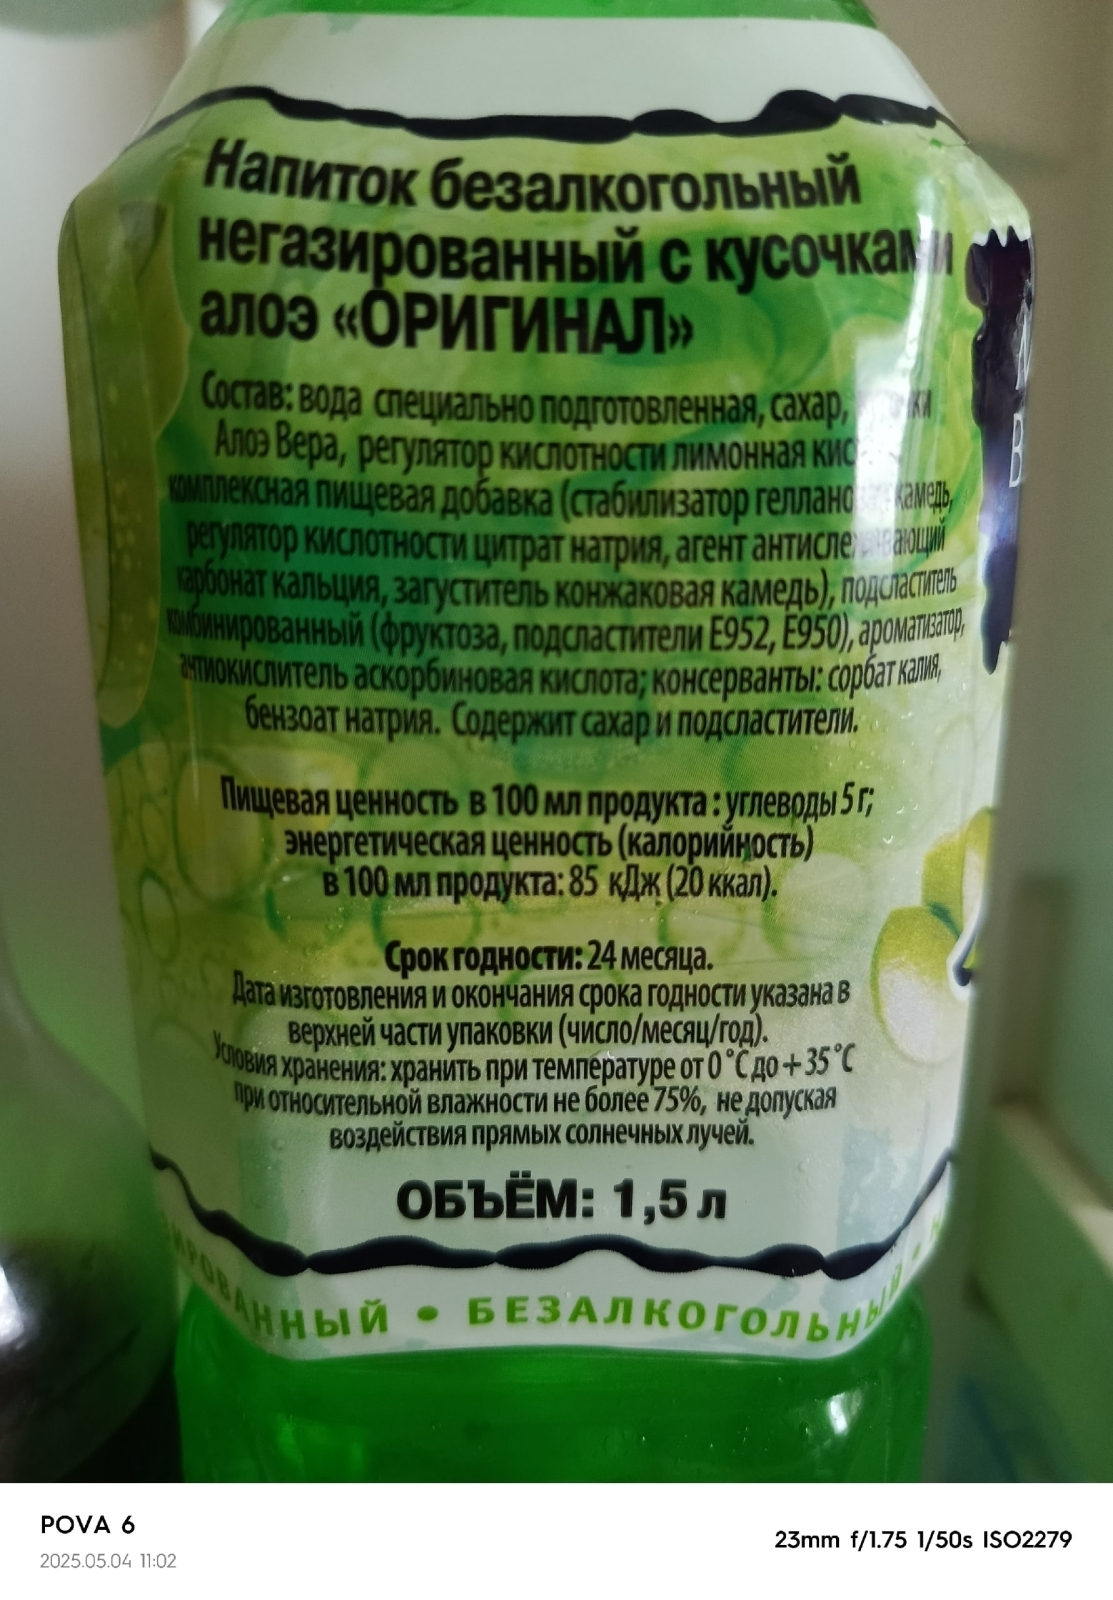 Напиток безалкогольный
негазированный с кусочками
алоэ «ОРИГИНАЛ»
Состав: вода специально подготовленная, сахар,
Алоэ Вера, регулятор кислотности лимонная
комплексная пищевая добавка (стабилизатор камедь,
регулятор кислотности цитрат натрия, агент антислеживающий
карбонат кальция, загуститель конжаковая камедь), подсластитель
комбинированный (фруктоза, подсластители Е952, Е950), ароматизатор,
антиокислитель аскорбиновая кислота; консерванты: сорбат калия,
бензоат натрия. Содержит сахар и подсластители.
Пищевая ценность в 100 мл продукта : углеводы 5 г;
энергетическая ценность (калорийность)
в 100 мл продукта: 85 кДж (20 ккал).
Срок годности: 24 месяца.
Дата изготовления и окончания срока годности указана в
верхней части упаковки (число/месяц/год).
Условия хранения: хранить при температуре от 0 °C до + 35 °C
при относительной влажности не более 75%, не допуская
воздействия прямых солнечных лучей.
ОБЪЁМ: 1,5 л
• БЕЗАЛКОГОЛЬНЫЙ •
POVA 6
2025.05.04 11:02
23mm f/1.75 1/50s ISO2279